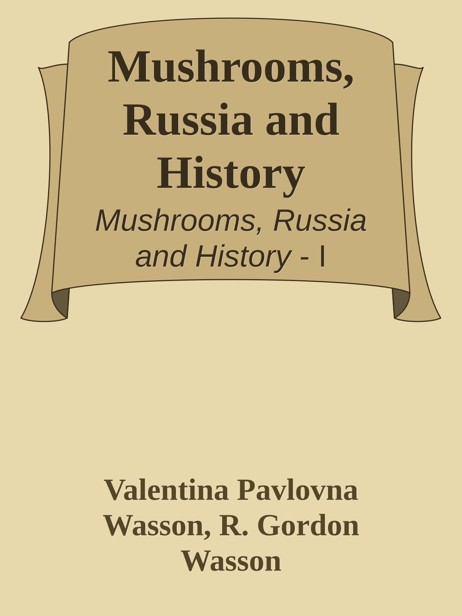 Mushrooms,
Russia and
History
Mushrooms, Russia
and History - I
Valentina Pavlovna
Wasson, R. Gordon
Wasson